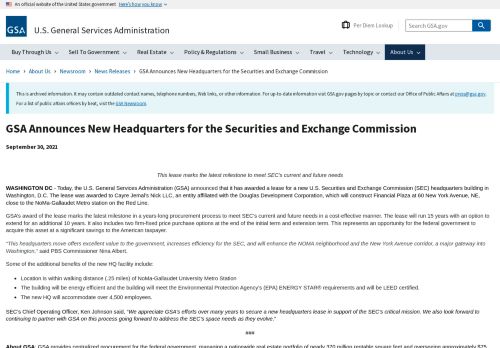 An official website of the United States government Here's how you know
GSA
U.S. General Services Administration
Per Diem Lookup
Search GSA.gov
Buy Through Us
Sell To Government
Real Estate
Policy & Regulations
Small Business
Travel
Technology
About Us
Home › About Us › Newsroom › News Releases › GSA Announces New Headquarters for the Securities and Exchange Commission
This is archived information. It may contain outdated contact names, telephone numbers, Web links, or other information. For up-to-date information visit GSA.gov pages by topic or contact our Office of Public Affairs at press@gsa.gov.
For a list of public affairs officers by beat, visit the GSA Newsroom.
GSA Announces New Headquarters for the Securities and Exchange Commission
September 30, 2021
This lease marks the latest milestone to meet SEC's current and future needs
WASHINGTON DC - Today, the U.S. General Services Administration (GSA) announced that it has awarded a lease for a new U.S. Securities and Exchange Commission (SEC) headquarters building in
Washington, D.C. The lease was awarded to Cayre Jemal's Nick LLC, an entity affiliated with the Douglas Development Corporation, which will construct Financial Plaza at 60 New York Avenue, NE,
close to the NoMa-Gallaudet Metro station on the Red Line.
GSA's award of the lease marks the latest milestone in a years-long procurement process to meet SEC's current and future needs in a cost-effective manner. The lease will run 15 years with an option to
extend for an additional 10 years. It also includes two fixed-price purchase options at the end of the initial term and extension term. This represents an opportunity for the federal government to
acquire this asset at a significant savings to the American taxpayer.
"This headquarters move offers excellent value to the government, increases efficiency for the SEC, and will enhance the NOMA neighborhood and the New York Avenue corridor, a major gateway into
Washington," said PBS Commissioner Nina Albert.
Some of the additional benefits of the new HQ facility include:
Location is within walking distance (.25 miles) of NoMa-Gallaudet University Metro Station
The building will be energy efficient and the building will meet the Environmental Protection Agency's (EPA) ENERGY STAR® requirements and will be LEED certified.
The new HQ will accommodate over 4,500 employees.
SEC's Chief Operating Officer, Ken Johnson said, "We appreciate GSA's efforts over many years to secure a new headquarters lease in support of the SEC's critical mission. We also look forward to
continuing to partner with GSA on this process going forward to address the SEC's space needs as they evolve,"
###
About GSA: GSA provides centralized procurement for the federal government, managing a nationwide real estate portfolio of nearly 370 million rentable square feet and overseeing approximately $75